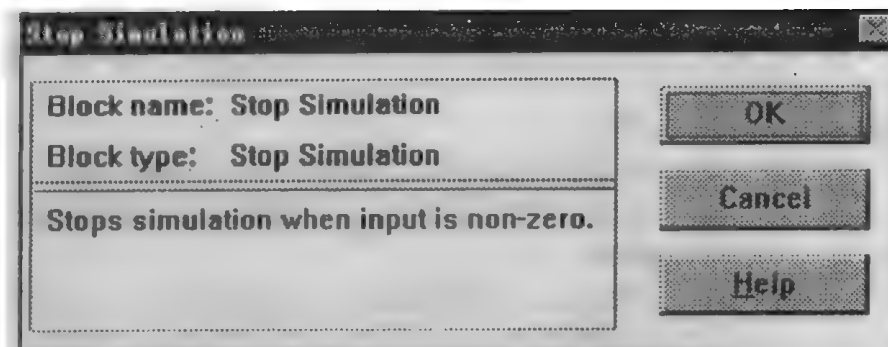 Stop Simulation
Block name: Stop Simulation
Block type: Stop Simulation
Stops simulation when input is non-zero.
OK
Cancel
Help